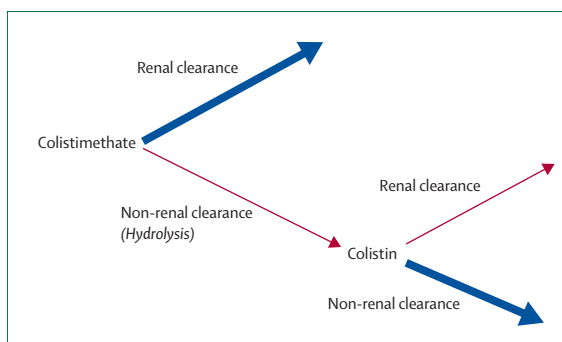 Renal clearance
Colistimethate
Renal clearance
Non-renal clearance
(Hydrolysis)
Colistin
Non-renal clearance